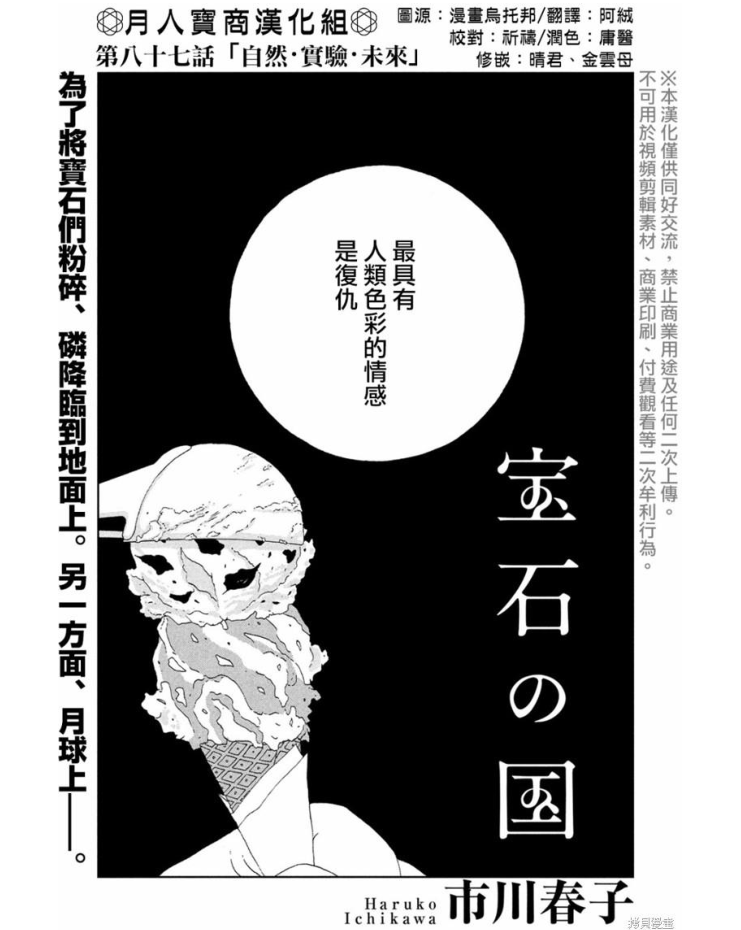 月人寶商漢化組
圖源：漫畫烏托邦/翻譯：阿絨
校對：祈禱/潤色：庸醫
修嵌：晴君、金雲母
第八十七話「自然·實驗·未來」
※本漢化僅供同好交流，禁止商業用途及任何二次上傳。
不可用於視頻剪輯素材、商業印刷、付費觀看等二次牟利行為。
最具有
人類色彩的情感
是復仇
宝石の国
為了將寶石們粉碎、磷降臨到地面上。另一方面、月球上——。
Haruko
Ichikawa
市川春子
拷貝漫畫